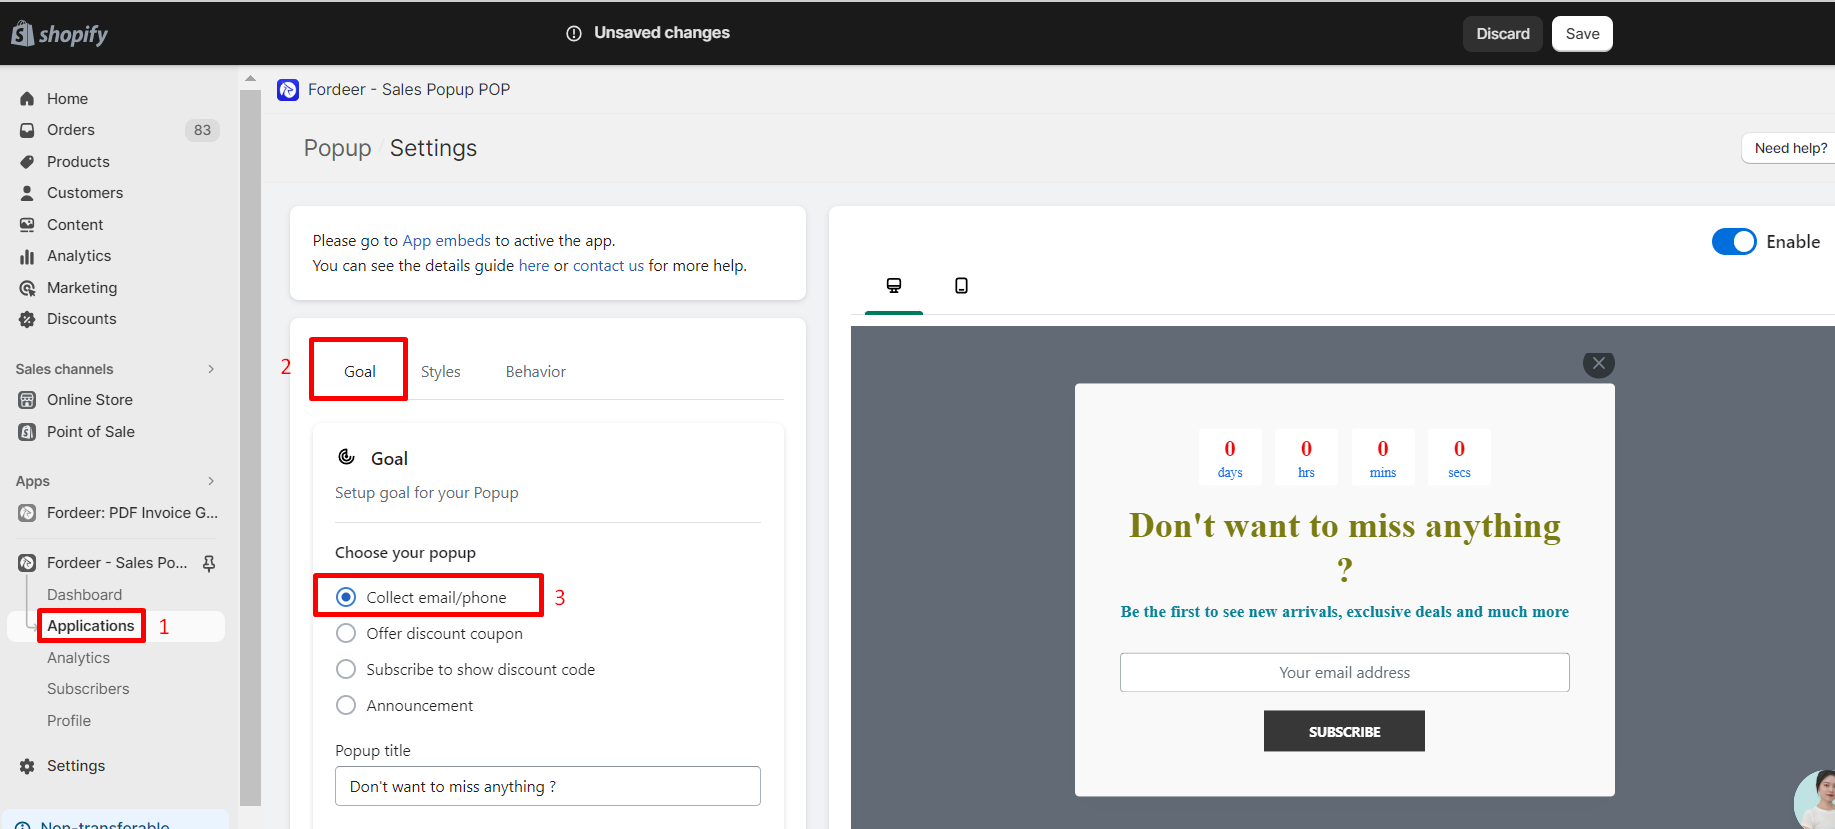 shopify
Unsaved changes
Discard
Save
Home
Orders
83
Products
Customers
Content
Analytics
Marketing
Discounts
Sales channels
Online Store
Point of Sale
Apps
Fordeer: PDF Invoice G...
Fordeer - Sales Po...
Dashboard
Applications
1
Analytics
Subscribers
Profile
Settings
Non-transferable
Fordeer - Sales Popup POP
Popup / Settings
Need help?
Please go to App embeds to active the app.
You can see the details guide here or contact us for more help.
2
Goal
Styles
Behavior
Goal
Setup goal for your Popup
Choose your popup
Collect email/phone
3
Offer discount coupon
Subscribe to show discount code
Announcement
Popup title
Don't want to miss anything ?
Enable
0 0 0 0
days hrs mins secs
Don't want to miss anything
?
Be the first to see new arrivals, exclusive deals and much more
Your email address
SUBSCRIBE